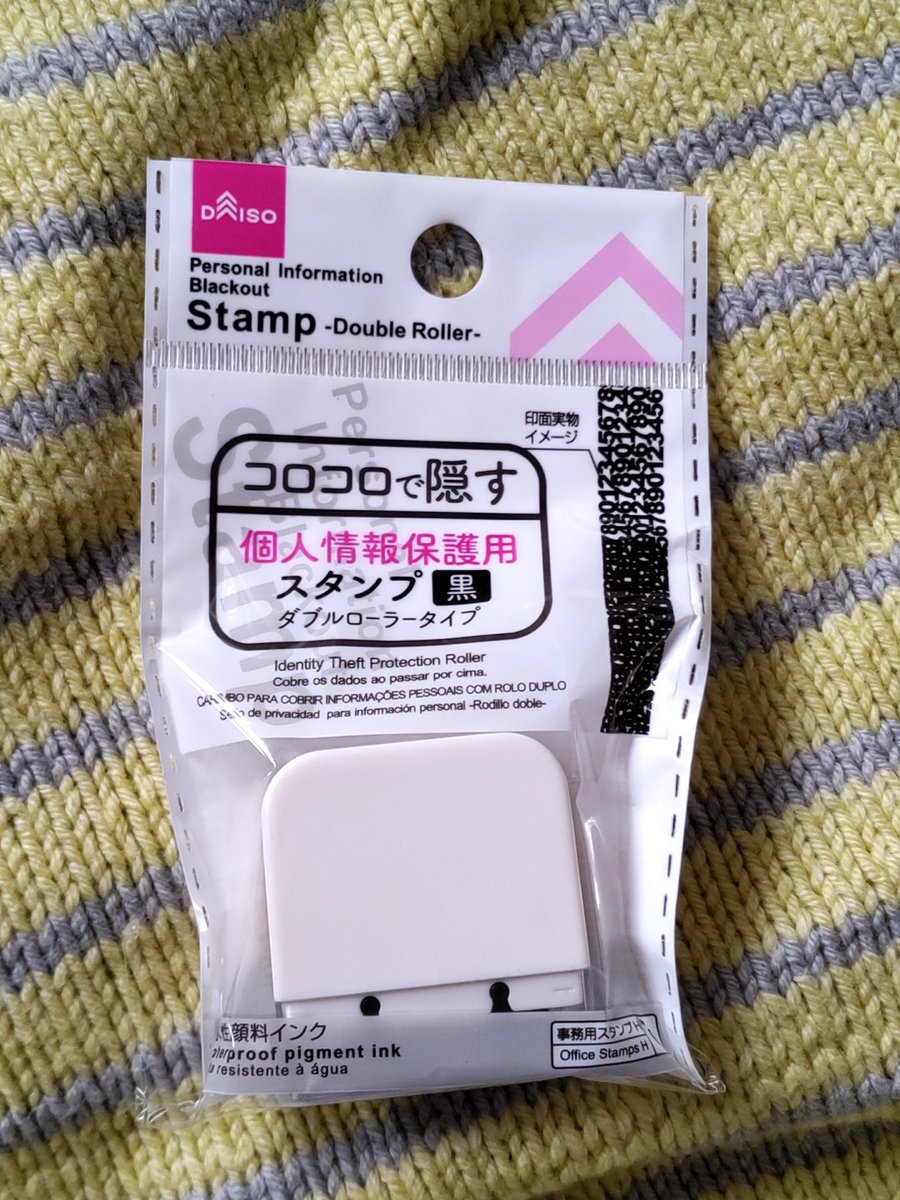 DAISO
Personal Information
Blackout
Stamp -Double Roller-
印面実物
イメージ
コロコロで隠す
個人情報保護用
スタンプ 黒
ダブルローラータイプ
Identity Theft Protection Roller
Cobre os dados ao passar por cima.
CARIMBO PARA COBRIR INFORMAÇÕES PESSOAIS COM ROLO DUPLO
Sello de privacidad para información personal -Rodillo doble-
顔料インク
pigment ink
resistente à água
事務用スタンプH
Office Stamps H